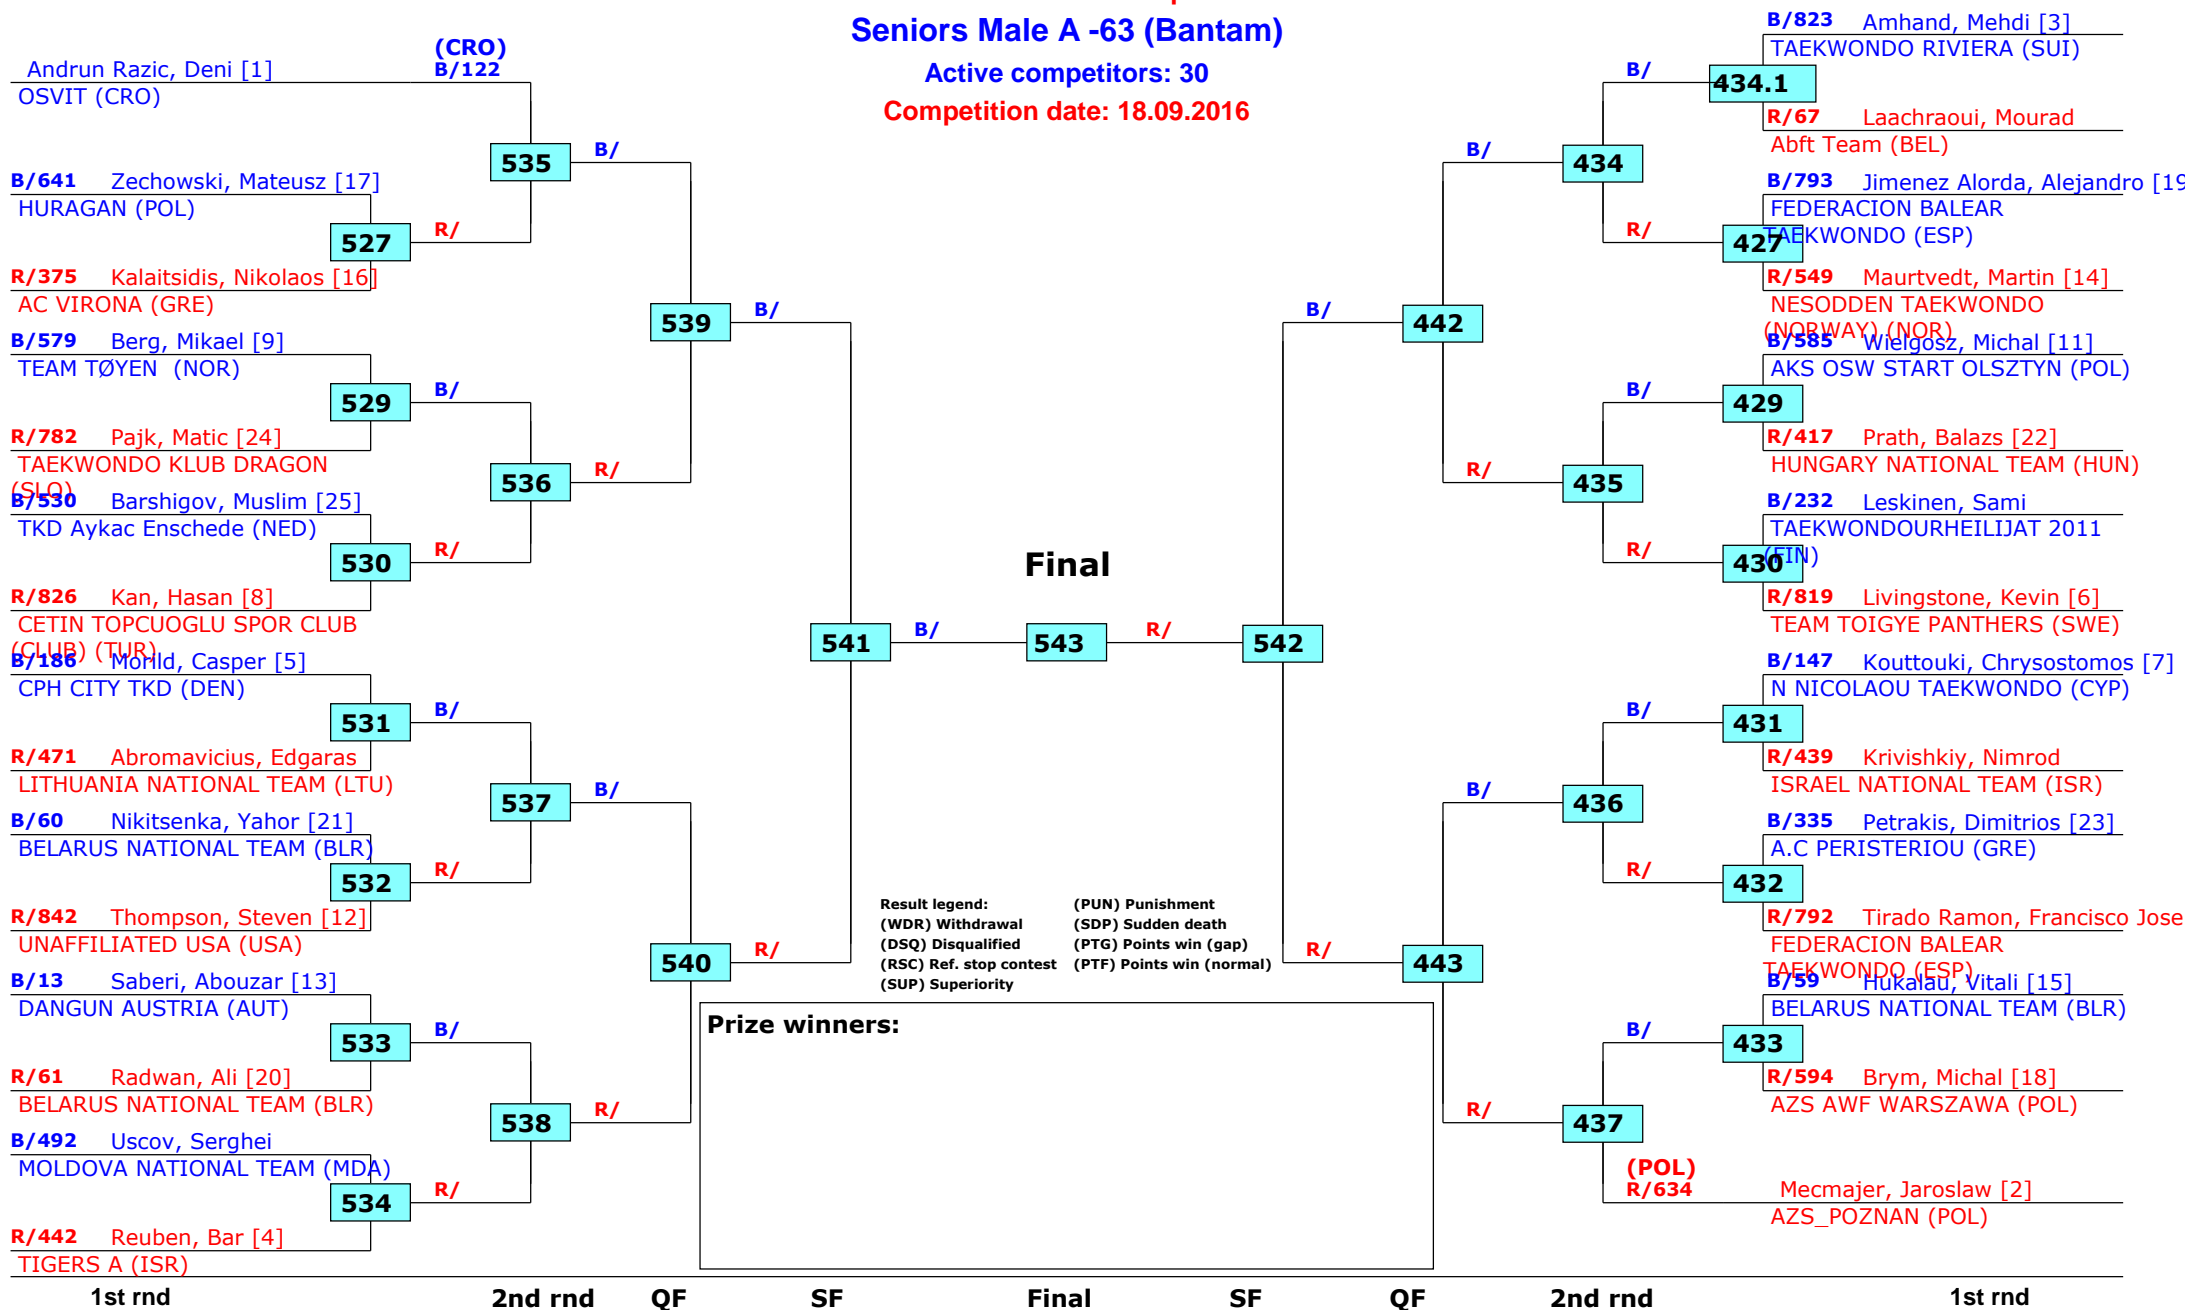 Seniors Male A -63 (Bantam)
Active competitors: 30
Competition date: 18.09.2016
(CRO)
Andrun Razic, Deni [1]
B/122
OSVIT (CRO)
535
B/
B/641 Zechowski, Mateusz [17]
HURAGAN (POL)
527
R/
R/375 Kalaitsidis, Nikolaos [16]
AC VIRONA (GRE)
539
B/
B/579 Berg, Mikael [9]
TEAM TØYEN (NOR)
529
B/
R/782 Pajk, Matic [24]
TAEKWONDO KLUB DRAGON
(SLO)
536
R/
B/530 Barshigov, Muslim [25]
TKD Aykac Enschede (NED)
530
R/
R/826 Kan, Hasan [8]
CETIN TOPCUOGLU SPOR CLUB
(CLUB) (TUR)
541
B/
B/186 Morlld, Casper [5]
CPH CITY TKD (DEN)
531
B/
R/471 Abromavicius, Edgaras
LITHUANIA NATIONAL TEAM (LTU)
537
B/
B/60 Nikitsenka, Yahor [21]
BELARUS NATIONAL TEAM (BLR)
532
R/
R/842 Thompson, Steven [12]
UNAFFILIATED USA (USA)
540
R/
B/13 Saberi, Abouzar [13]
DANGUN AUSTRIA (AUT)
533
B/
R/61 Radwan, Ali [20]
BELARUS NATIONAL TEAM (BLR)
538
R/
B/492 Uscov, Serghei
MOLDOVA NATIONAL TEAM (MDA)
534
R/
R/442 Reuben, Bar [4]
TIGERS A (ISR)
Final
543
R/
542
Result legend:
(WDR) Withdrawal
(DSQ) Disqualified
(RSC) Ref. stop contest
(SUP) Superiority
(PUN) Punishment
(SDP) Sudden death
(PTG) Points win (gap)
(PTF) Points win (normal)
Prize winners:
B/823 Amhand, Mehdi [3]
TAEKWONDO RIVIERA (SUI)
B/
434.1
R/67 Laachraoui, Mourad
Abft Team (BEL)
B/
434
B/793 Jimenez Alorda, Alejandro [19
FEDERACION BALEAR
TAEKWONDO (ESP)
R/
427
R/549 Maurtvedt, Martin [14]
NESODDEN TAEKWONDO
(NORWAY) (NOR)
B/
442
B/585 Wielgosz, Michal [11]
AKS OSW START OLSZTYN (POL)
B/
429
R/417 Prath, Balazs [22]
HUNGARY NATIONAL TEAM (HUN)
R/
435
B/232 Leskinen, Sami
TAEKWONDOURHEILIJAT 2011
(FIN)
R/
430
R/819 Livingstone, Kevin [6]
TEAM TOIGYE PANTHERS (SWE)
B/147 Kouttouki, Chrysostomos [7]
N NICOLAOU TAEKWONDO (CYP)
B/
431
R/439 Krivishkiy, Nimrod
ISRAEL NATIONAL TEAM (ISR)
B/
436
B/335 Petrakis, Dimitrios [23]
A.C PERISTERIOU (GRE)
R/
432
R/792 Tirado Ramon, Francisco Jose
FEDERACION BALEAR
TAEKWONDO (ESP)
R/
443
B/59 Hukalau, Vitali [15]
BELARUS NATIONAL TEAM (BLR)
B/
433
R/594 Brym, Michal [18]
AZS AWF WARSZAWA (POL)
R/
437
(POL)
R/634 Mecmajer, Jaroslaw [2]
AZS_POZNAN (POL)
1st rnd 2nd rnd QF SF Final SF QF 2nd rnd 1st rnd